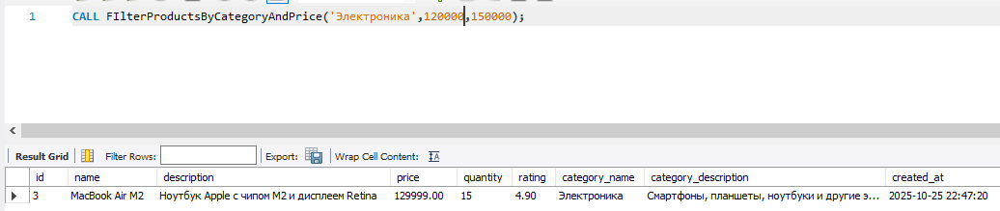 1 CALL FIlterProductsByCategoryAndPrice('Электроника',120000,150000);
Result Grid Filter Rows: Export: Wrap Cell Content:
id name description price quantity rating category_name category_description created_at
3 MacBook Air M2 Ноутбук Apple с чипом M2 и дисплеем Retina 129999.00 15 4.90 Электроника Смартфоны, планшеты, ноутбуки и другие э... 2025-10-25 22:47:20